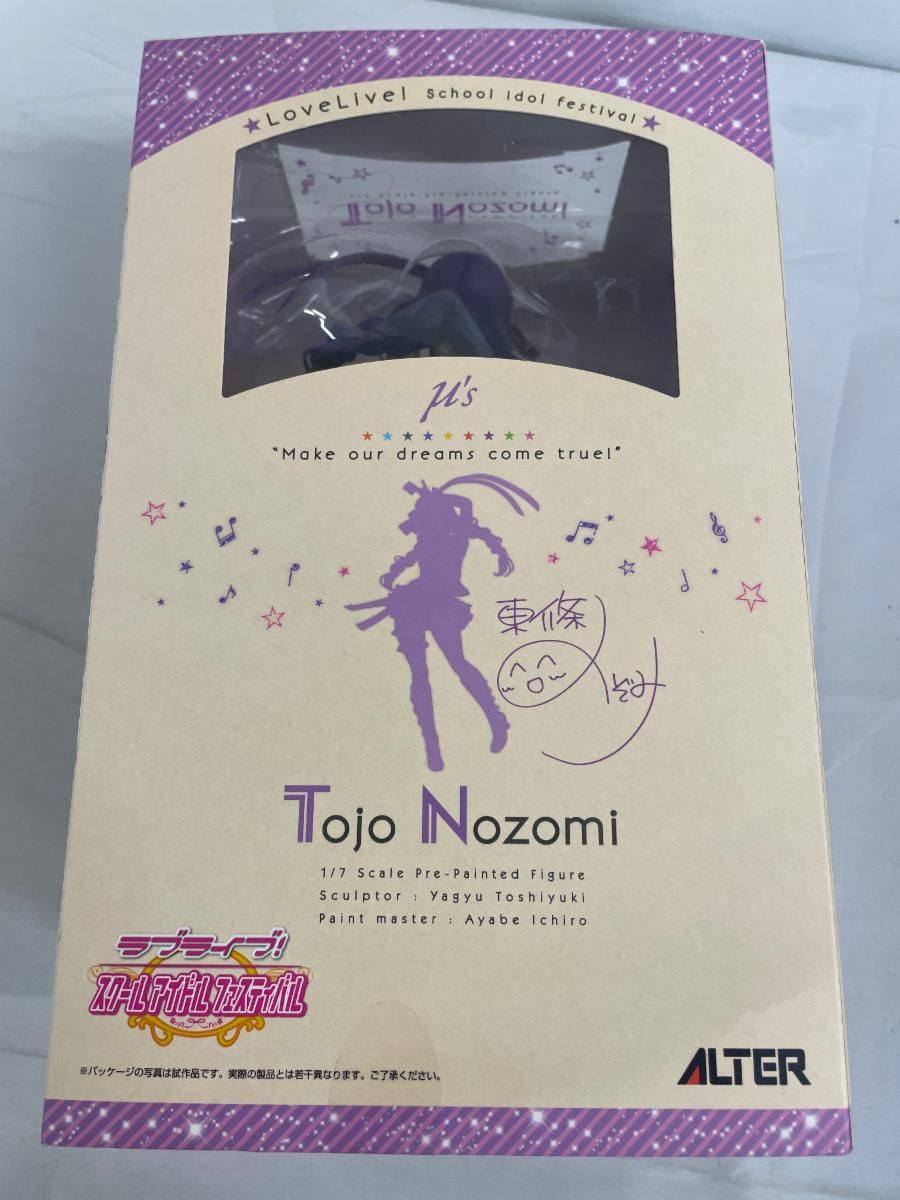 ★LoveLive! School idol festival★
Tojo Nozomi
μ's
"Make our dreams come true!"
東條
のぞみ
Tojo Nozomi
1/7 Scale Pre-Painted Figure
Sculptor : Yagyu Toshiyuki
Paint master : Ayabe Ichiro
ラブライブ!
スクールアイドルフェスティバル
※パッケージの写真は試作品です。実際の製品とは若干異なります。ご了承ください。
ALTER